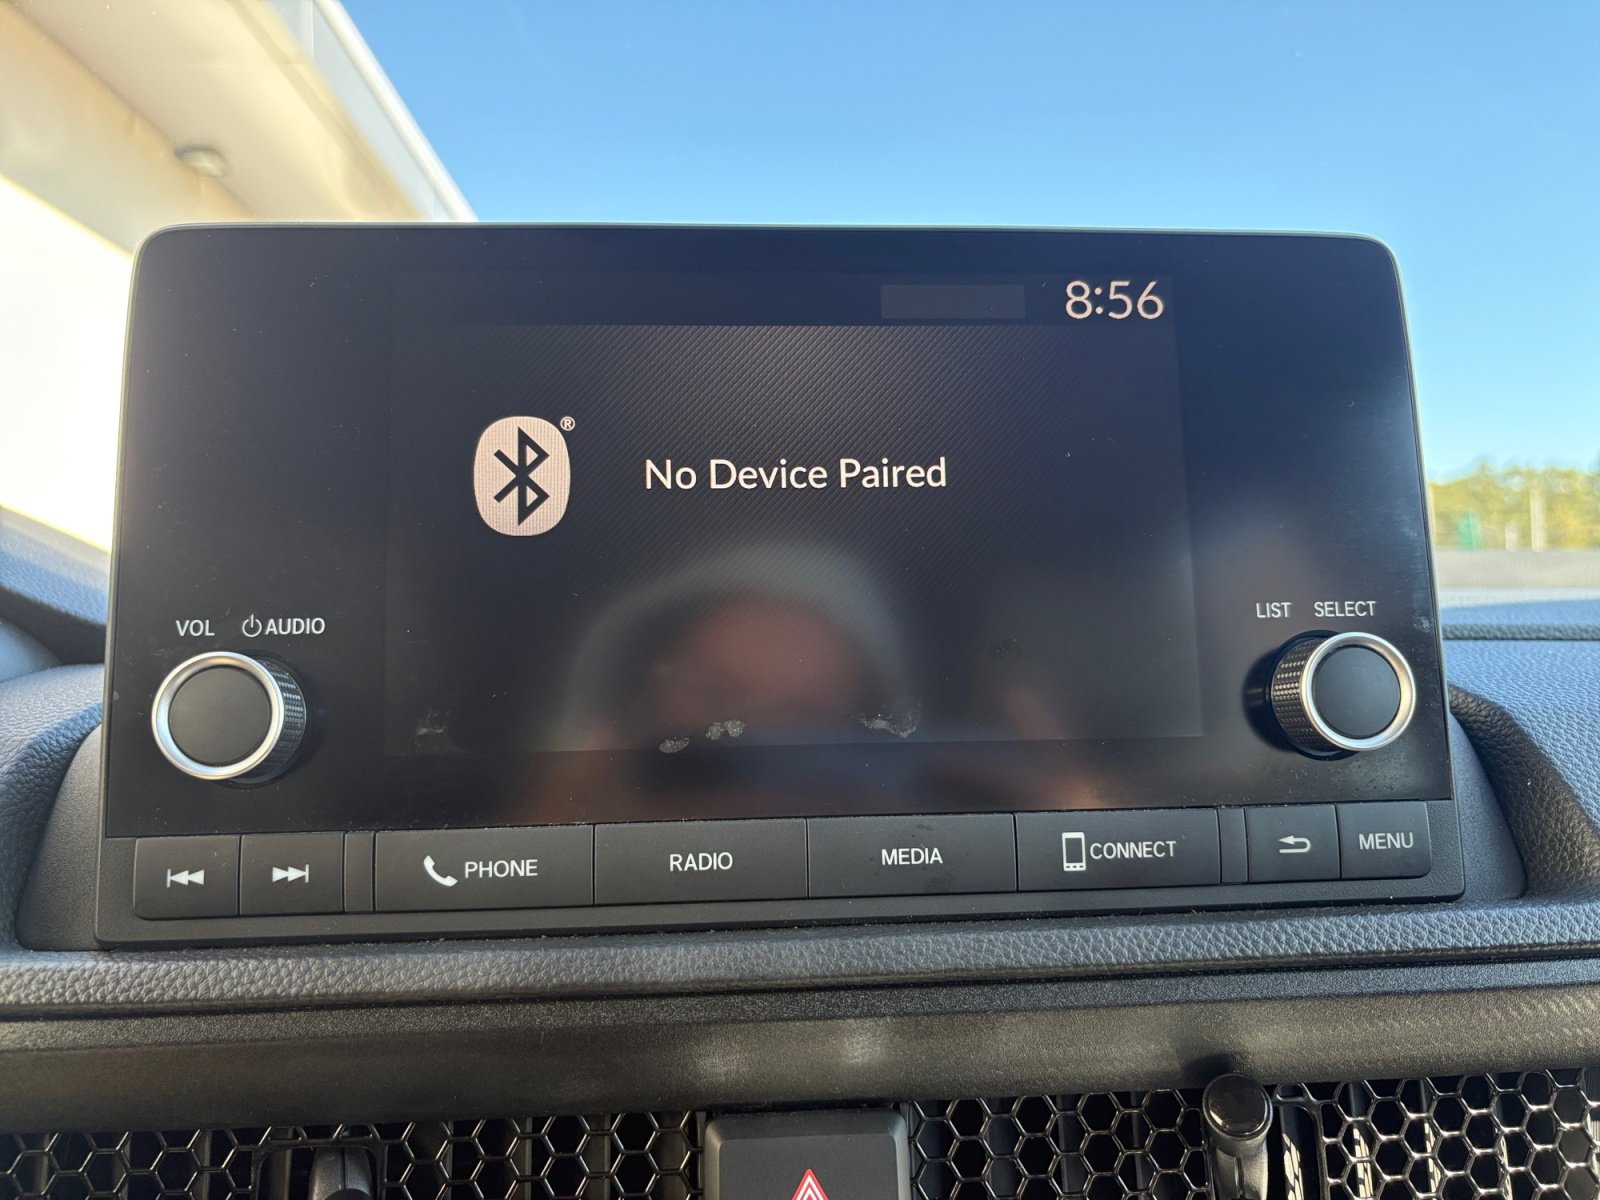 8:56
®
No Device Paired
VOL AUDIO
LIST SELECT
PHONE RADIO MEDIA CONNECT MENU